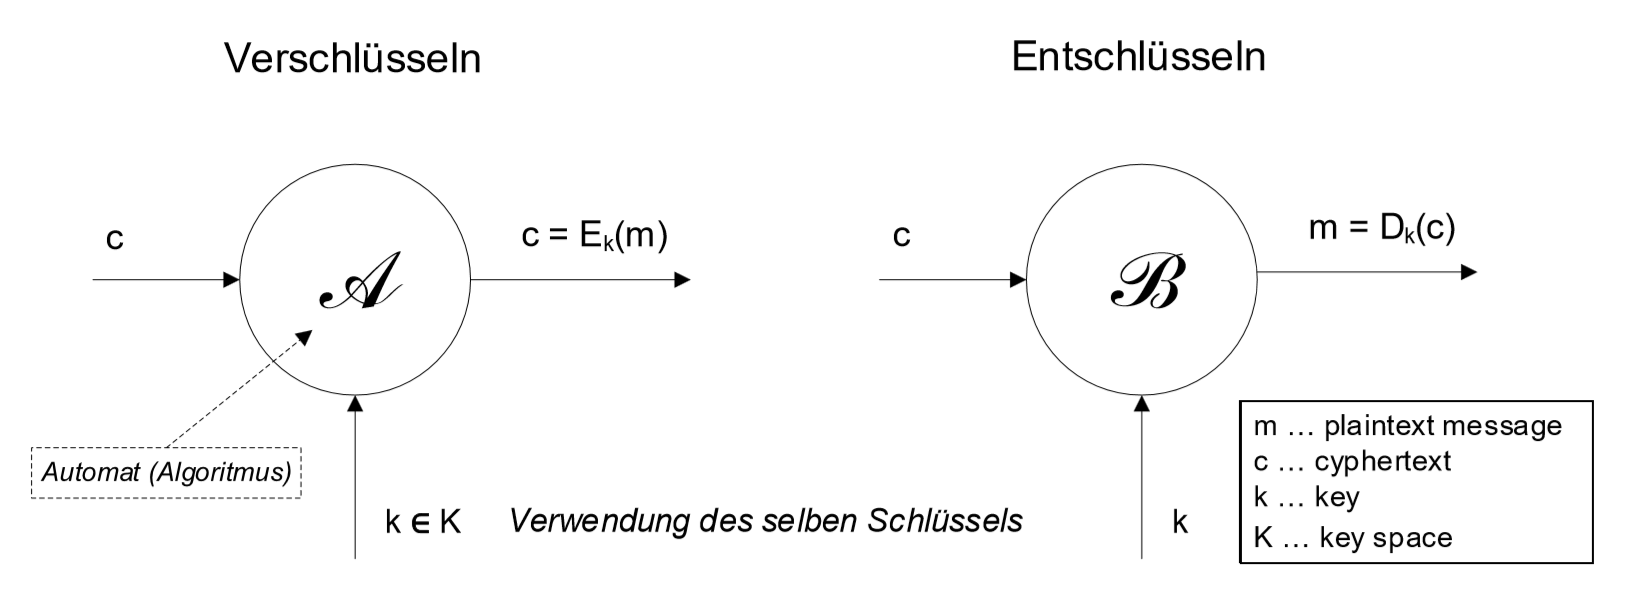 Verschlüsseln
Entschlüsseln
c
c = Ek(m)
𝒜
c
m = Dk(c)
ℬ
Automat (Algoritmus)
k ∈ K
Verwendung des selben Schlüssels
k
m … plaintext message
c … cyphertext
k … key
K … key space